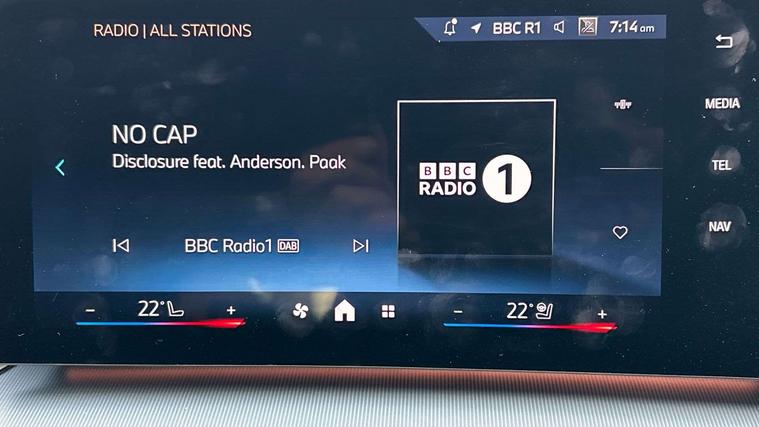 RADIO | ALL STATIONS
BBC R1
7:14 am
MEDIA
NO CAP
Disclosure feat. Anderson. Paak
BBC
RADIO 1
TEL
NAV
BBC Radio1 DAB
- 22° +
- 22° +